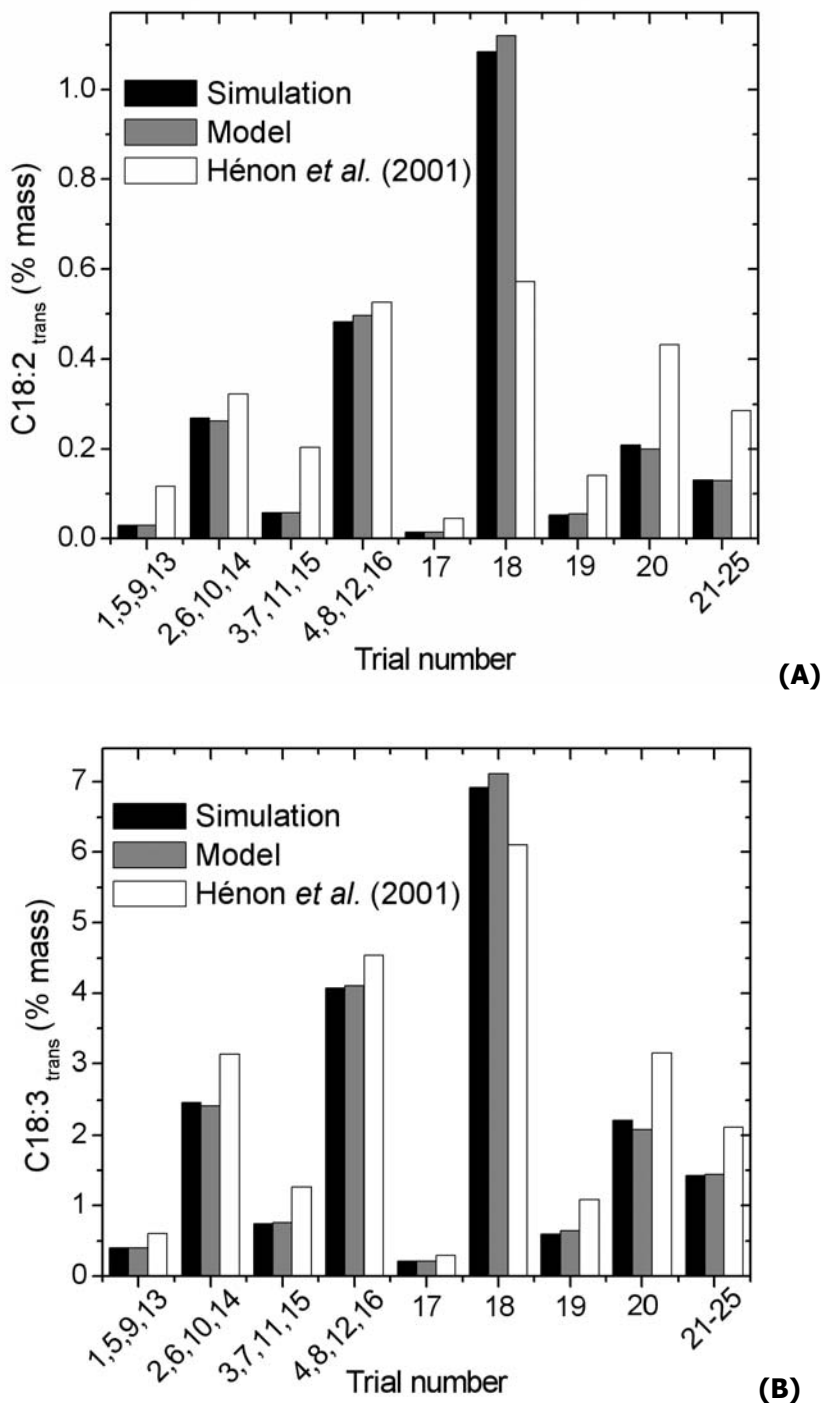 Simulation
Model
Hénon et al. (2001)
C18:2 trans (% mass)
1.0
0.8
0.6
0.4
0.2
0.0
1,5,9,13
2,6,10,14
3,7,11,15
4,8,12,16
17
18
19
20
21-25
Trial number
(A)
Simulation
Model
Hénon et al. (2001)
C18:3 trans (% mass)
7
6
5
4
3
2
1
0
1,5,9,13
2,6,10,14
3,7,11,15
4,8,12,16
17
18
19
20
21-25
Trial number
(B)